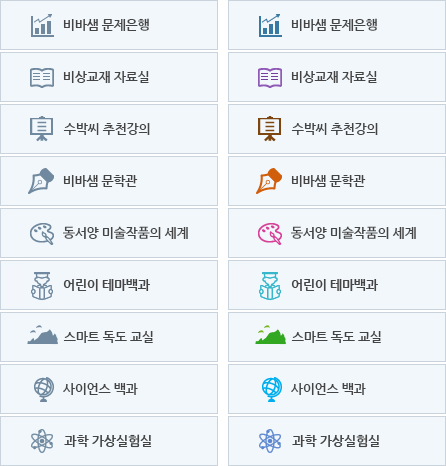 비바샘 문제은행 비바샘 문제은행
비상교재 자료실 비상교재 자료실
수박씨 추천강의 수박씨 추천강의
비바샘 문학관 비바샘 문학관
동서양 미술작품의 세계 동서양 미술작품의 세계
어린이 테마백과 어린이 테마백과
스마트 독도 교실 스마트 독도 교실
사이언스 백과 사이언스 백과
과학 가상실험실 과학 가상실험실